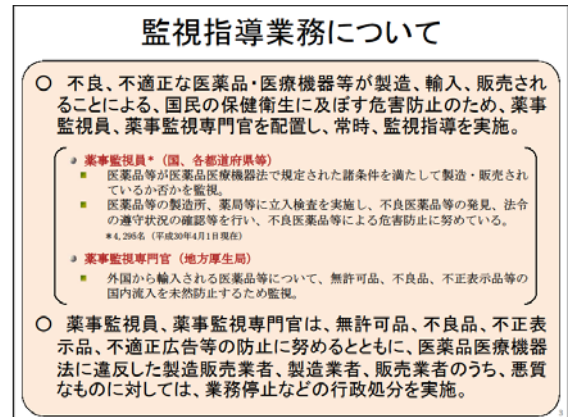 監視指導業務について
○ 不良、不適正な医薬品・医療機器等が製造、輸入、販売され
ることによる、国民の保健衛生に及ぼす危害防止のため、薬事
監視員、薬事監視専門官を配置し、常時、監視指導を実施。
薬事監視員*（国、各都道府県等）
医薬品等が医薬品医療機器法で規定された諸条件を満たして製造・販売され
ているか否かを監視。
医薬品等の製造所、薬局等に立入検査を実施し、不良医薬品等の発見、法令
の遵守状況の確認等を行い、不良医薬品等による危害防止に努めている。
*4,295名（平成30年4月1日現在）
薬事監視専門官（地方厚生局）
外国から輸入される医薬品等について、無許可品、不良品、不正表示品等の
国内流入を未然防止するため監視。
○ 薬事監視員、薬事監視専門官は、無許可品、不良品、不正表
示品、不適正広告等の防止に努めるとともに、医薬品医療機器
法に違反した製造販売業者、製造業者、販売業者のうち、悪質
なものに対しては、業務停止などの行政処分を実施。
3